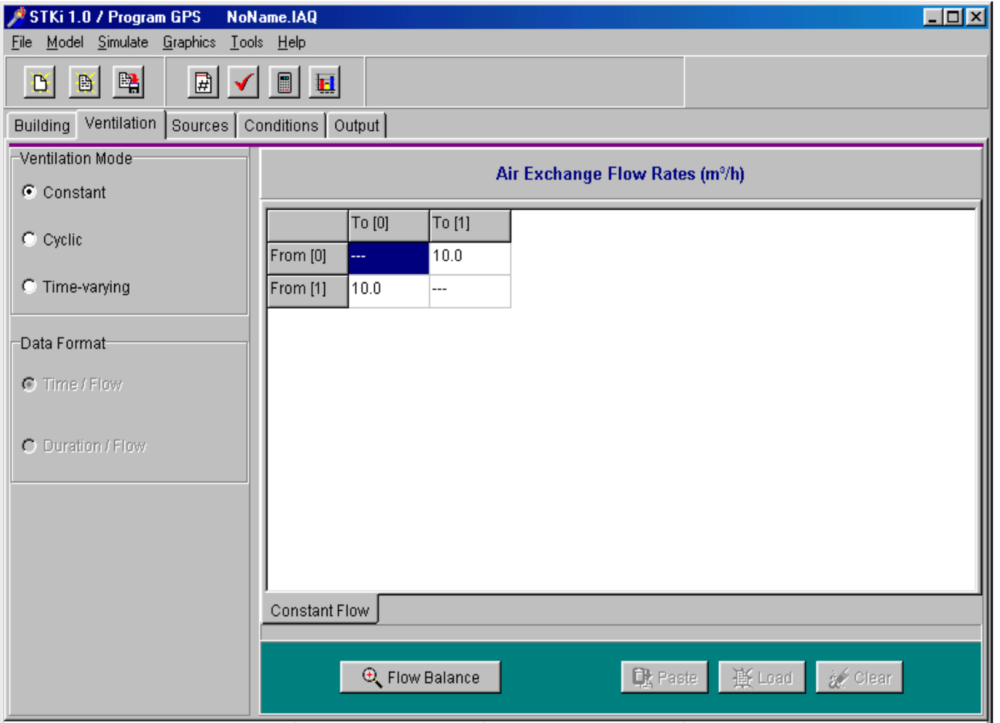 STKi 1.0 / Program GPS NoName.IAQ
File Model Simulate Graphics Tools Help
Building Ventilation Sources Conditions Output
Ventilation Mode
Constant
Cyclic
Time-varying
Data Format
Time / Flow
Duration / Flow
Air Exchange Flow Rates (m³/h)
To [0] To [1]
From [0] --- 10.0
From [1] 10.0 ---
Constant Flow
Flow Balance Paste Load Clear